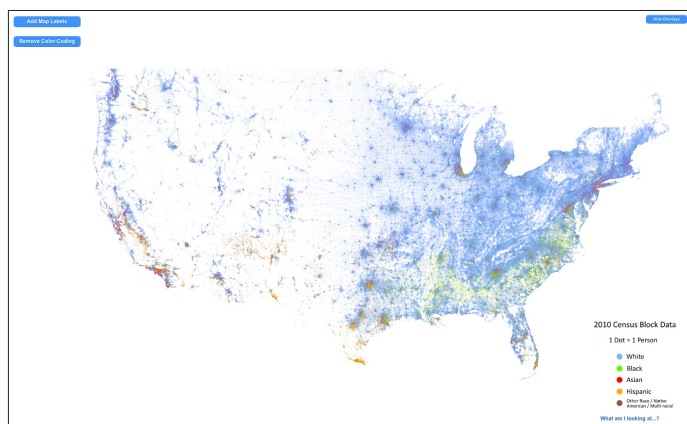 Add Map Labels
Hide Overlays
Remove Color-Coding
2010 Census Block Data
1 Dot = 1 Person
White
Black
Asian
Hispanic
Other Race / Native
American / Multi-racial
What am I looking at...?